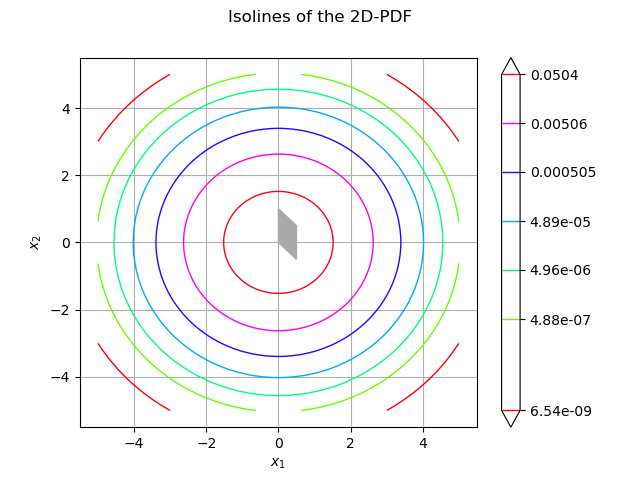 Isolines of the 2D-PDF
0.0504
0.00506
0.000505
4.89e-05
4.96e-06
4.88e-07
6.54e-09
4
2
0
−2
−4
x₂
−4 −2 0 2 4
x₁